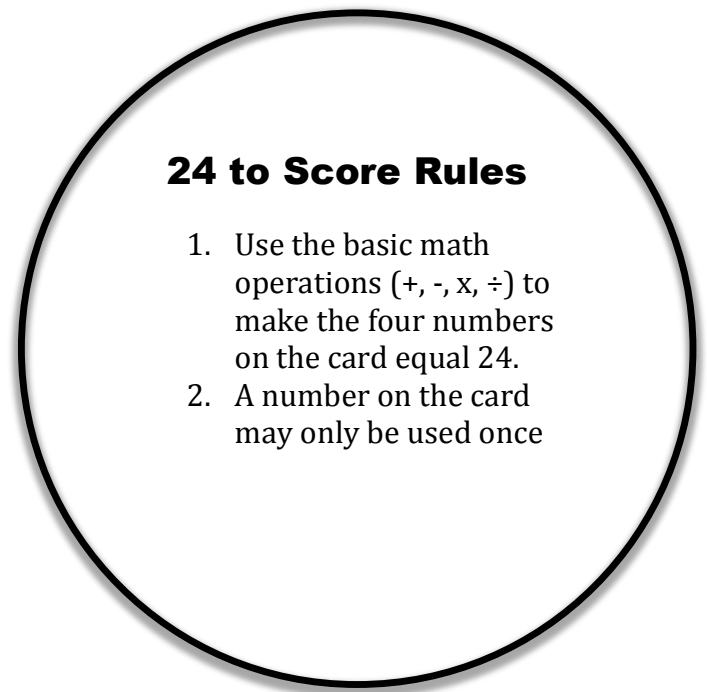 24 to Score Rules
1. Use the basic math
operations (+, -, x, ÷) to
make the four numbers
on the card equal 24.
2. A number on the card
may only be used once